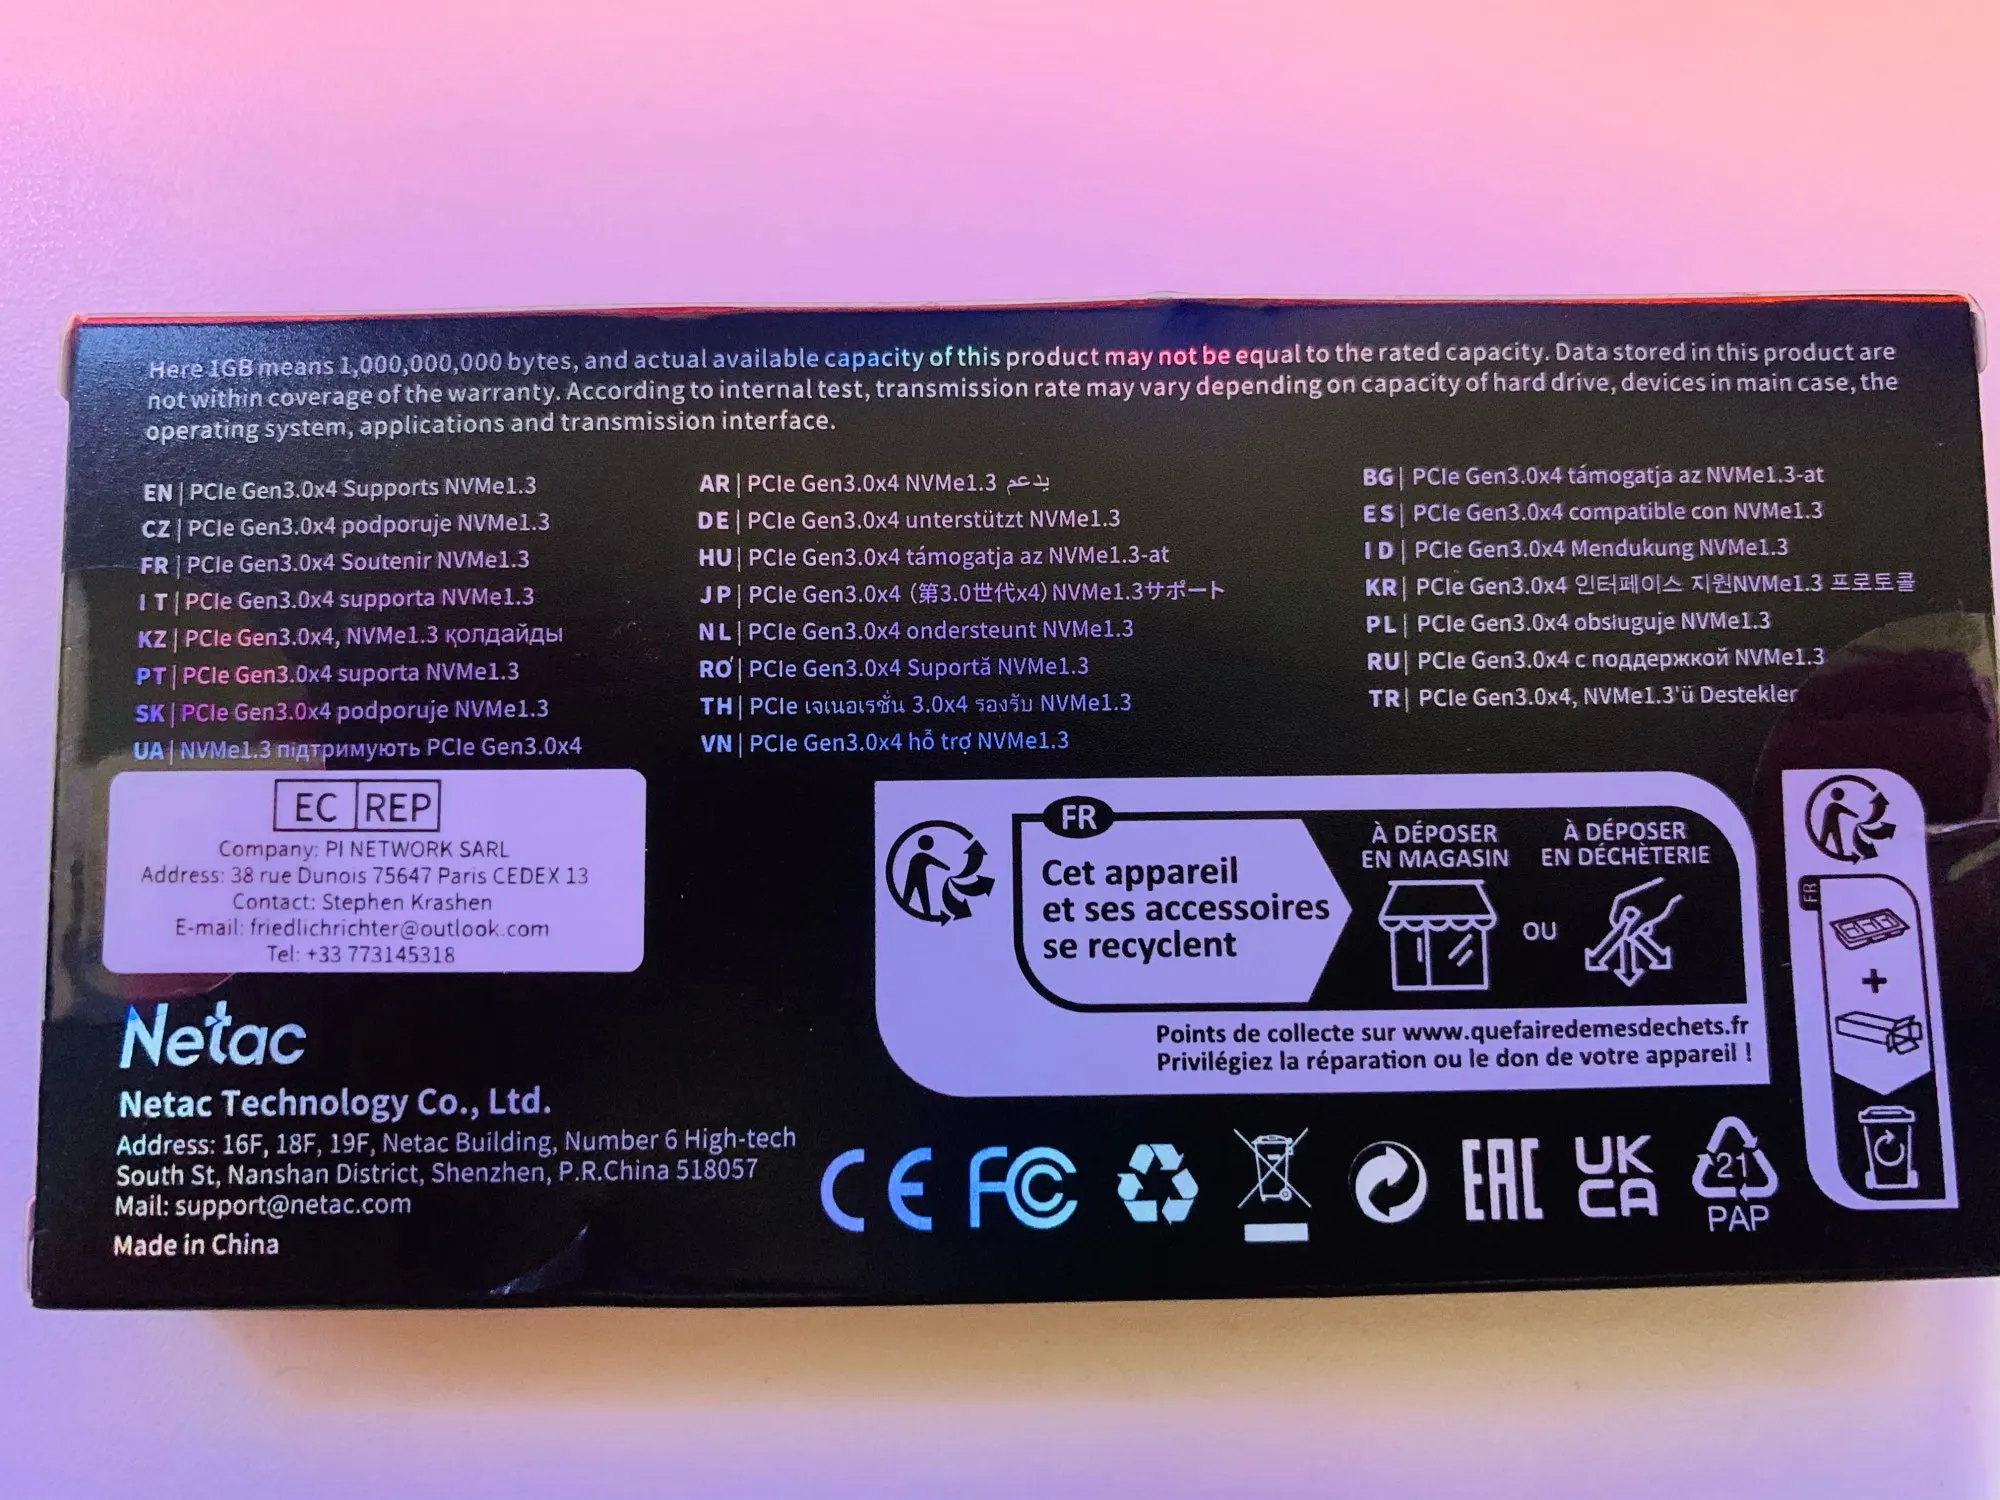 Here 1GB means 1,000,000,000 bytes, and actual available capacity of this product may not be equal to the rated capacity. Data stored in this product are
not within coverage of the warranty. According to internal test, transmission rate may vary depending on capacity of hard drive, devices in main case, the
operating system, applications and transmission interface.
EN | PCIe Gen3.0x4 Supports NVMe1.3
CZ | PCIe Gen3.0x4 podporuje NVMe1.3
FR | PCIe Gen3.0x4 Soutenir NVMe1.3
IT | PCIe Gen3.0x4 supporta NVMe1.3
KZ | PCIe Gen3.0x4, NVMe1.3 қолдайды
PT | PCIe Gen3.0x4 suporta NVMe1.3
SK | PCIe Gen3.0x4 podporuje NVMe1.3
UA | NVMe1.3 підтримують PCIe Gen3.0x4
AR | PCIe Gen3.0x4 NVMe1.3 يدعم
DE | PCIe Gen3.0x4 unterstützt NVMe1.3
HU | PCIe Gen3.0x4 támogatja az NVMe1.3-at
JP | PCIe Gen3.0x4 (第3.0世代x4) NVMe1.3サポート
NL | PCIe Gen3.0x4 ondersteunt NVMe1.3
RO | PCIe Gen3.0x4 Suportă NVMe1.3
TH | PCIe เจเนอเรชั่น 3.0x4 รองรับ NVMe1.3
VN | PCIe Gen3.0x4 hỗ trợ NVMe1.3
BG | PCIe Gen3.0x4 támogatja az NVMe1.3-at
ES | PCIe Gen3.0x4 compatible con NVMe1.3
ID | PCIe Gen3.0x4 Mendukung NVMe1.3
KR | PCIe Gen3.0x4 인터페이스 지원NVMe1.3 프로토콜
PL | PCIe Gen3.0x4 obsługuje NVMe1.3
RU | PCIe Gen3.0x4 с поддержкой NVMe1.3
TR | PCIe Gen3.0x4, NVMe1.3'ü Destekler
EC REP
Company: PI NETWORK SARL
Address: 38 rue Dunois 75647 Paris CEDEX 13
Contact: Stephen Krashen
E-mail: friedlichrichter@outlook.com
Tel: +33 773145318
Netac
Netac Technology Co., Ltd.
Address: 16F, 18F, 19F, Netac Building, Number 6 High-tech
South St, Nanshan District, Shenzhen, P.R.China 518057
Mail: support@netac.com
Made in China
FR
Cet appareil
et ses accessoires
se recyclent
À DÉPOSER
EN MAGASIN
OU
À DÉPOSER
EN DÉCHÈTERIE
Points de collecte sur www.quefairedemesdechets.fr
Privilégiez la réparation ou le don de votre appareil !
FR
+
CE FC EAC
UK
CA
21
PAP